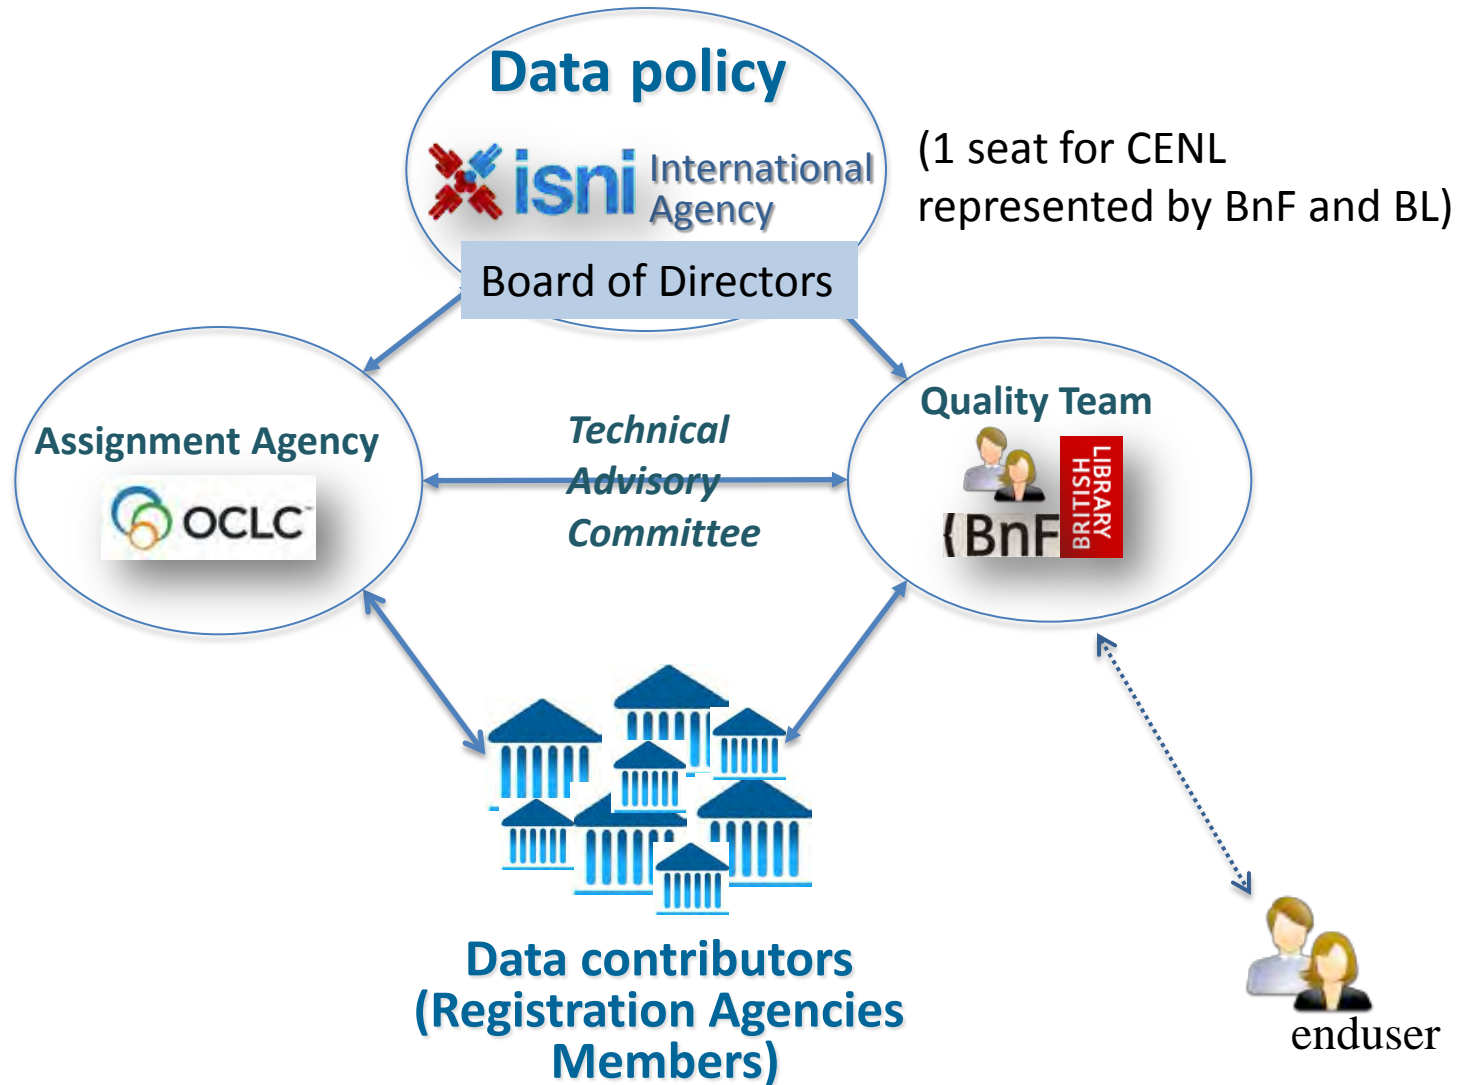 Data policy
isni International
Agency
(1 seat for CENL
represented by BnF and BL)
Board of Directors
Assignment Agency
OCLC™
Technical
Advisory
Committee
Quality Team
{BnF
BRITISH
LIBRARY
Data contributors
(Registration Agencies
Members)
enduser